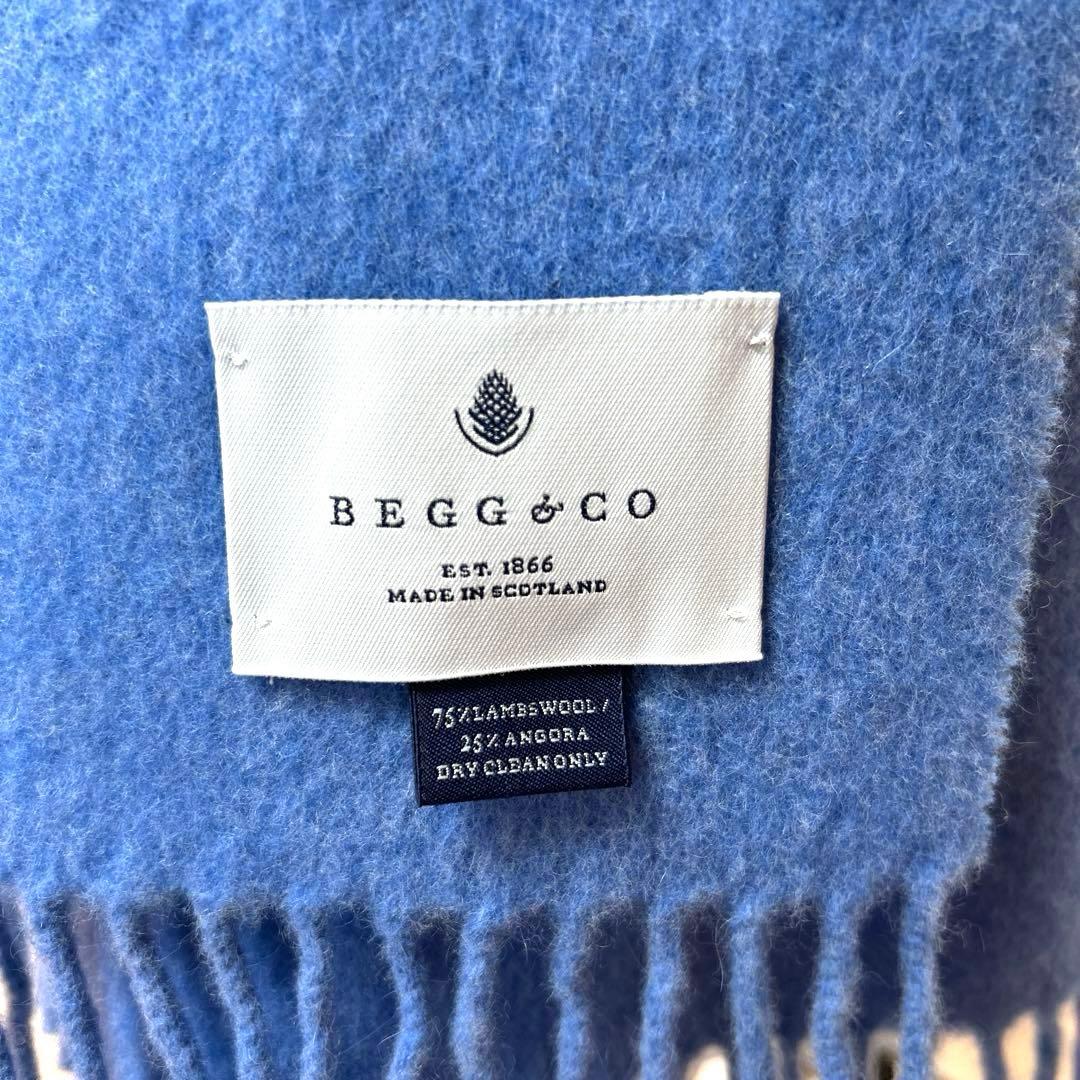 BEGG & CO
EST. 1866
MADE IN SCOTLAND
75% LAMBSWOOL /
25% ANGORA
DRY CLEAN ONLY